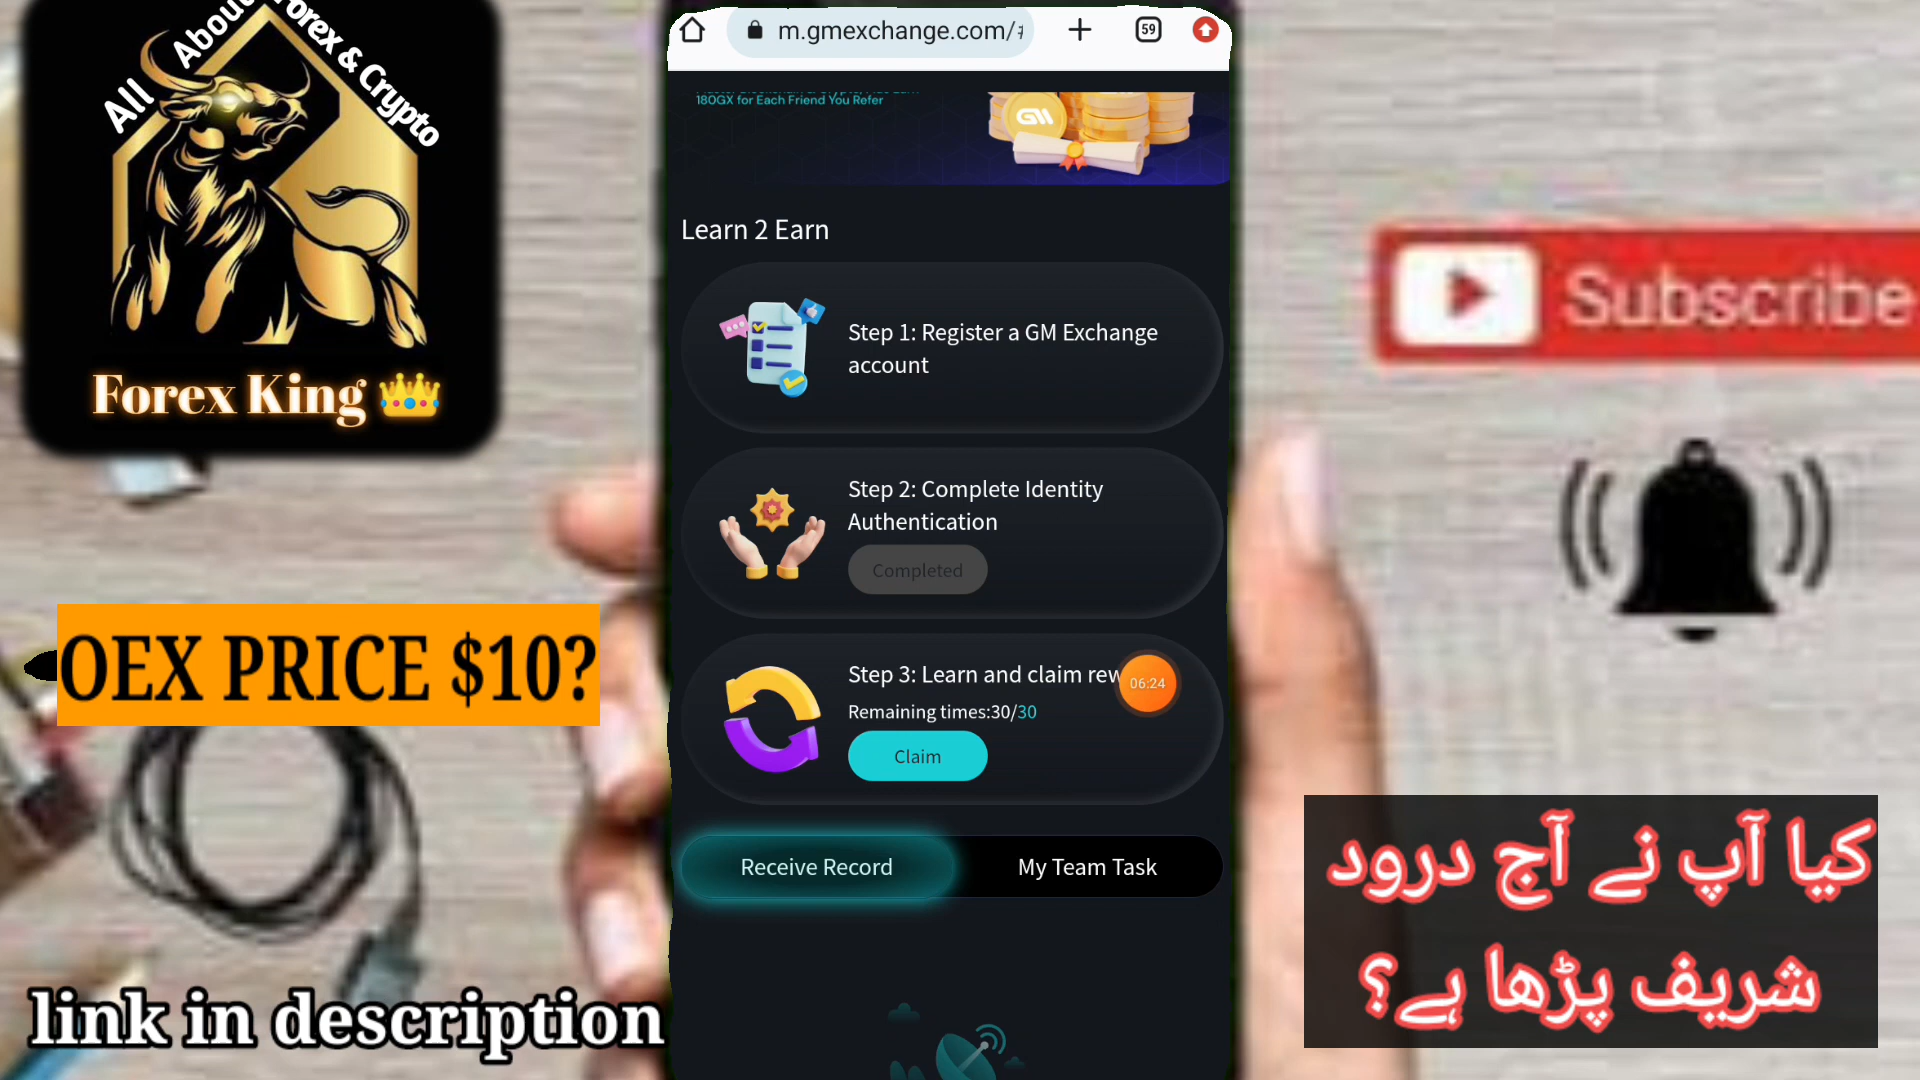 All About Forex & Crypto
Forex King
OEX PRICE $10?
link in description
m.gmexchange.com/
59
180GX for Each Friend You Refer
GM
Learn 2 Earn
Step 1: Register a GM Exchange
account
Step 2: Complete Identity
Authentication
Completed
Step 3: Learn and claim rew
06:24
Remaining times:30/30
Claim
Receive Record
My Team Task
Subscribe
کیا آپ نے آج درود
شریف پڑھا ہے؟